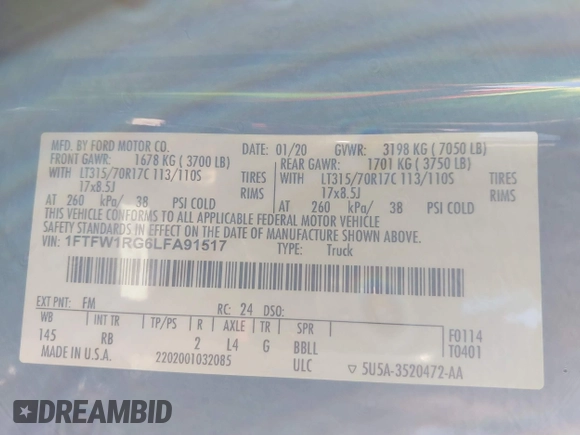 MFD. BY FORD MOTOR CO. 01/20 GVWR: 3198 KG ( 7050 LB)
FRONT GAWR: 1678 KG ( 3700 LB) REAR GAWR: 1701 KG ( 3750 LB)
WITH LT315/70R17C 113/110S TIRES WITH LT315/70R17C 113/110S TIRES
17x8.5J RIMS 17x8.5J RIMS
AT 260 kPa/ 38 PSI COLD AT 260 kPa/ 38 PSI COLD
THIS VEHICLE CONFORMS TO ALL APPLICABLE FEDERAL MOTOR VEHICLE
SAFETY STANDARDS IN EFFECT ON THE DATE OF MANUFACTURE SHOWN ABOVE.
VIN: 1FTFW1RG6LFA91517 TYPE: Truck
EXT PNT: FM RC: 24 DSO:
WB INT TR TP/PS R AXLE TR SPR F0114
145 RB 2 L4 G BBLL T0401
MADE IN U.S.A. 2202001032085 ULC ▽ 5U5A-3520472-AA
DREAMBID